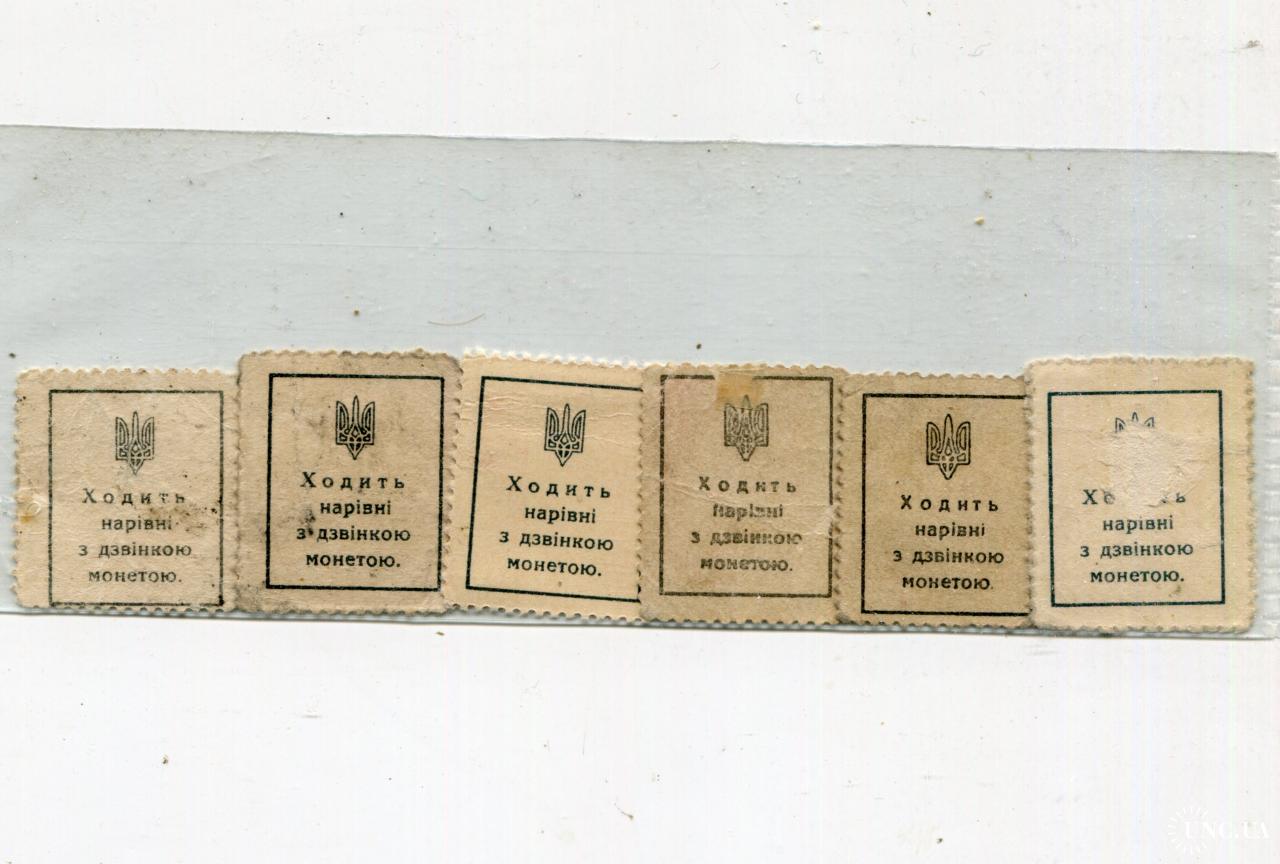 Ходить
нарівні
з дзвінкою
монетою.
Ходить
нарівні
з дзвінкою
монетою.
Ходить
нарівні
з дзвінкою
монетою.
Ходить
нарівні
з дзвінкою
монетою.
Ходить
нарівні
з дзвінкою
монетою.
нарівні
з дзвінкою
монетою.
UNC.UA